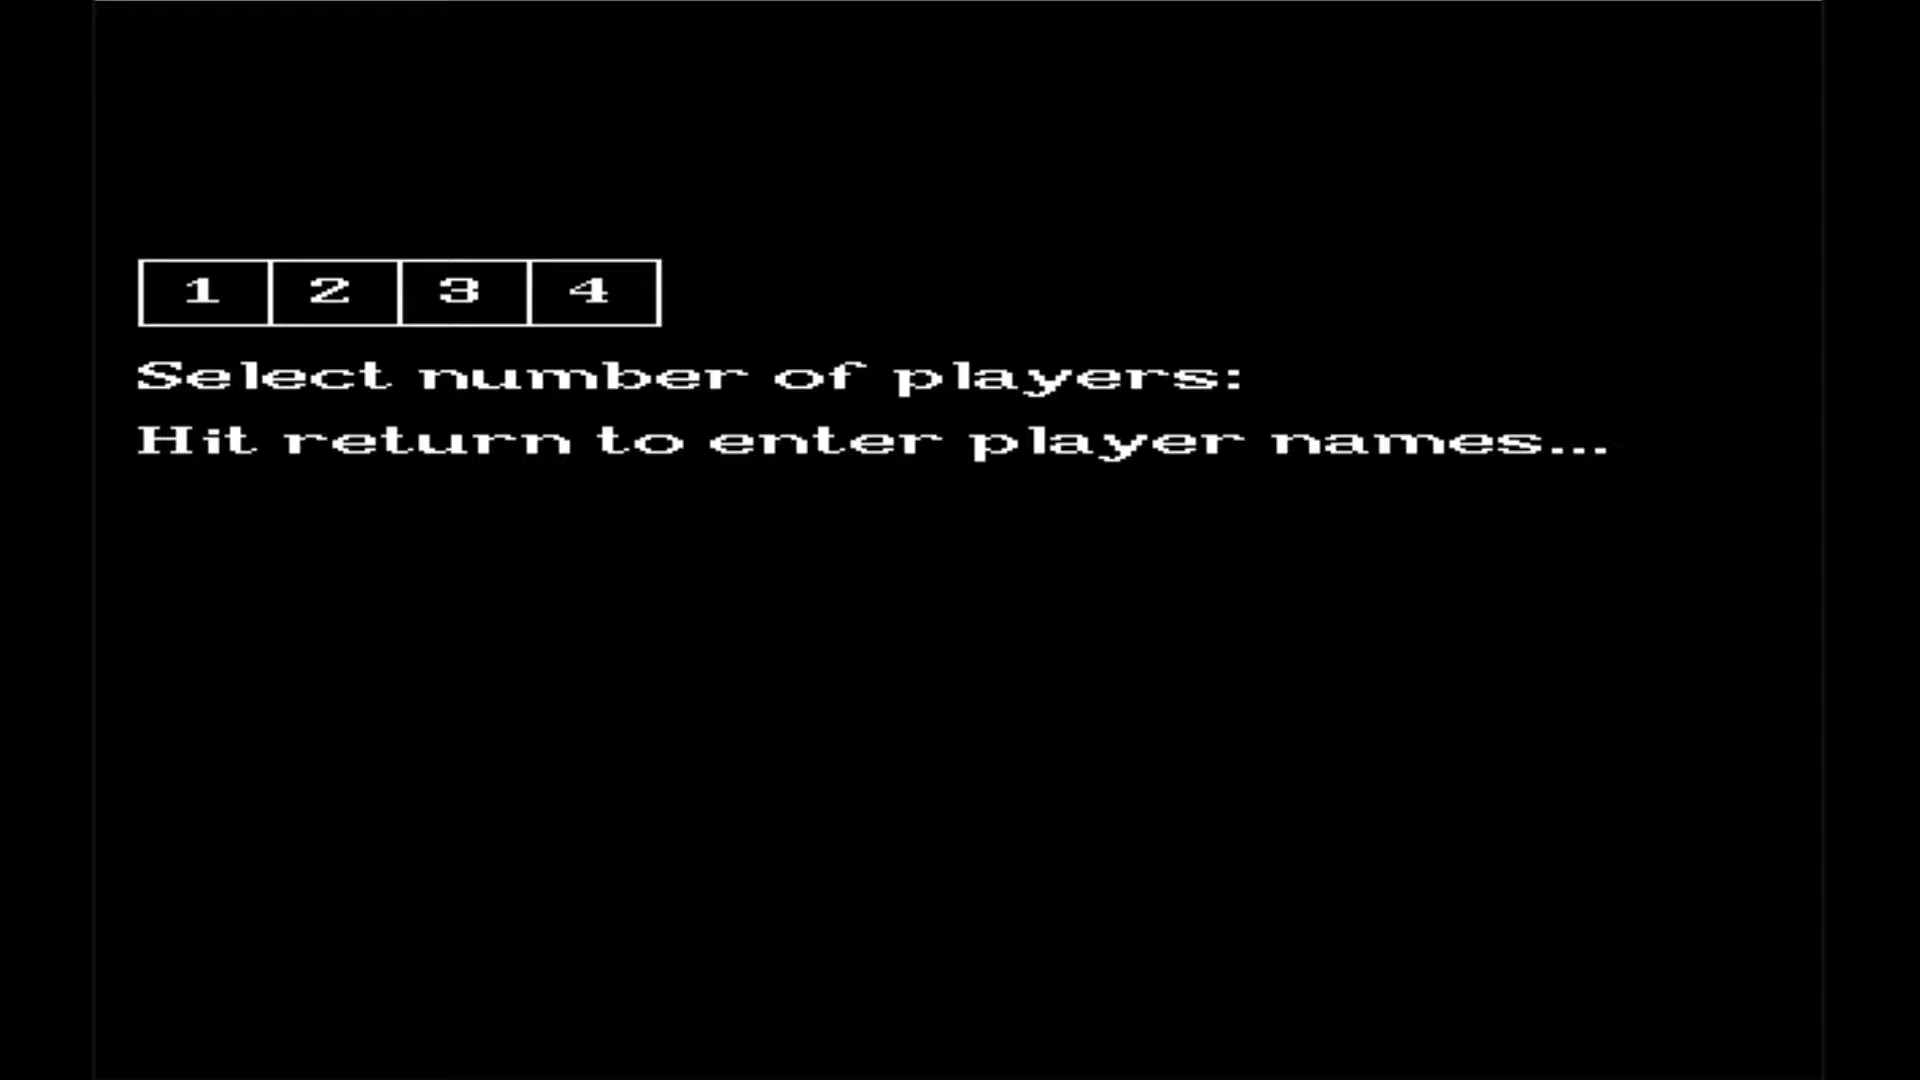 1 2 3 4
Select number of players:
Hit return to enter player names...